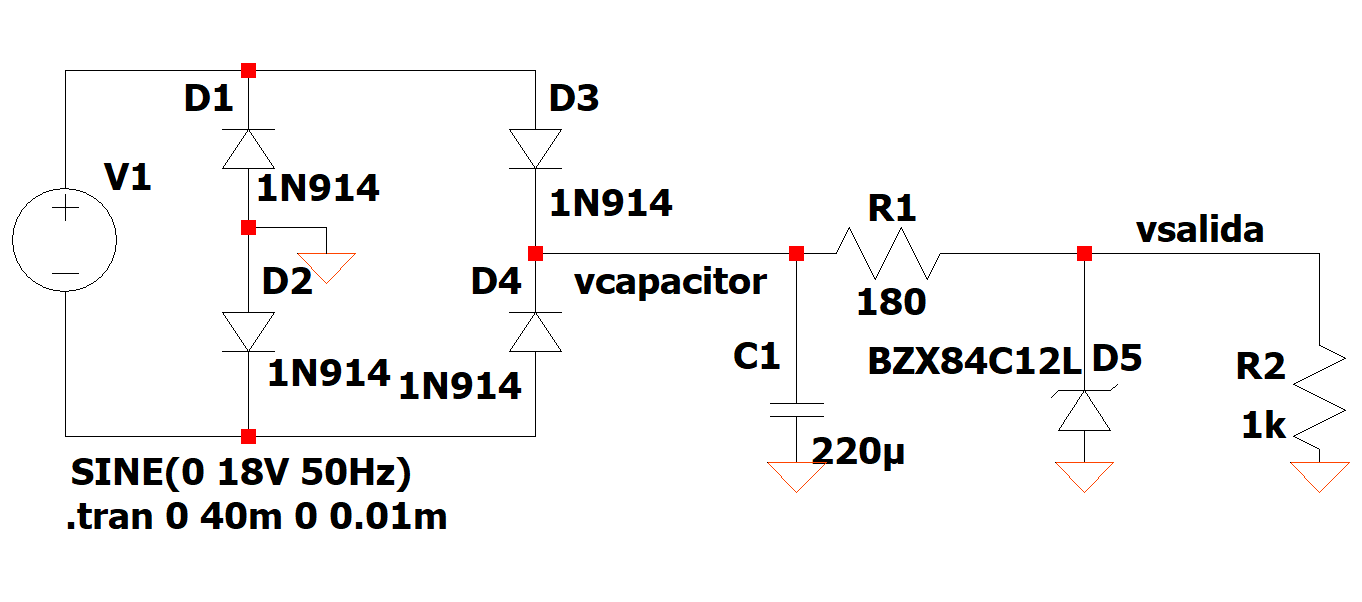 D1
D3
V1
1N914
1N914
R1
vsalida
D2
D4
vcapacitor
180
C1
BZX84C12L
D5
R2
1N914
1N914
1k
220µ
SINE(0 18V 50Hz)
.tran 0 40m 0 0.01m